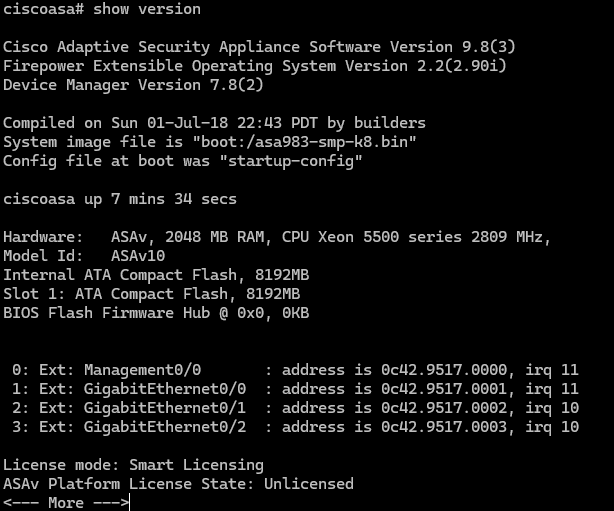 ciscoasa# show version
Cisco Adaptive Security Appliance Software Version 9.8(3)
Firepower Extensible Operating System Version 2.2(2.90i)
Device Manager Version 7.8(2)
Compiled on Sun 01-Jul-18 22:43 PDT by builders
System image file is "boot:/asa983-smp-k8.bin"
Config file at boot was "startup-config"
ciscoasa up 7 mins 34 secs
Hardware:   ASAv, 2048 MB RAM, CPU Xeon 5500 series 2809 MHz,
Model Id:   ASAv10
Internal ATA Compact Flash, 8192MB
Slot 1: ATA Compact Flash, 8192MB
BIOS Flash Firmware Hub @ 0x0, 0KB
0: Ext: Management0/0       : address is 0c42.9517.0000, irq 11
1: Ext: GigabitEthernet0/0  : address is 0c42.9517.0001, irq 11
2: Ext: GigabitEthernet0/1  : address is 0c42.9517.0002, irq 10
3: Ext: GigabitEthernet0/2  : address is 0c42.9517.0003, irq 10
License mode: Smart Licensing
ASAv Platform License State: Unlicensed
<--- More --->